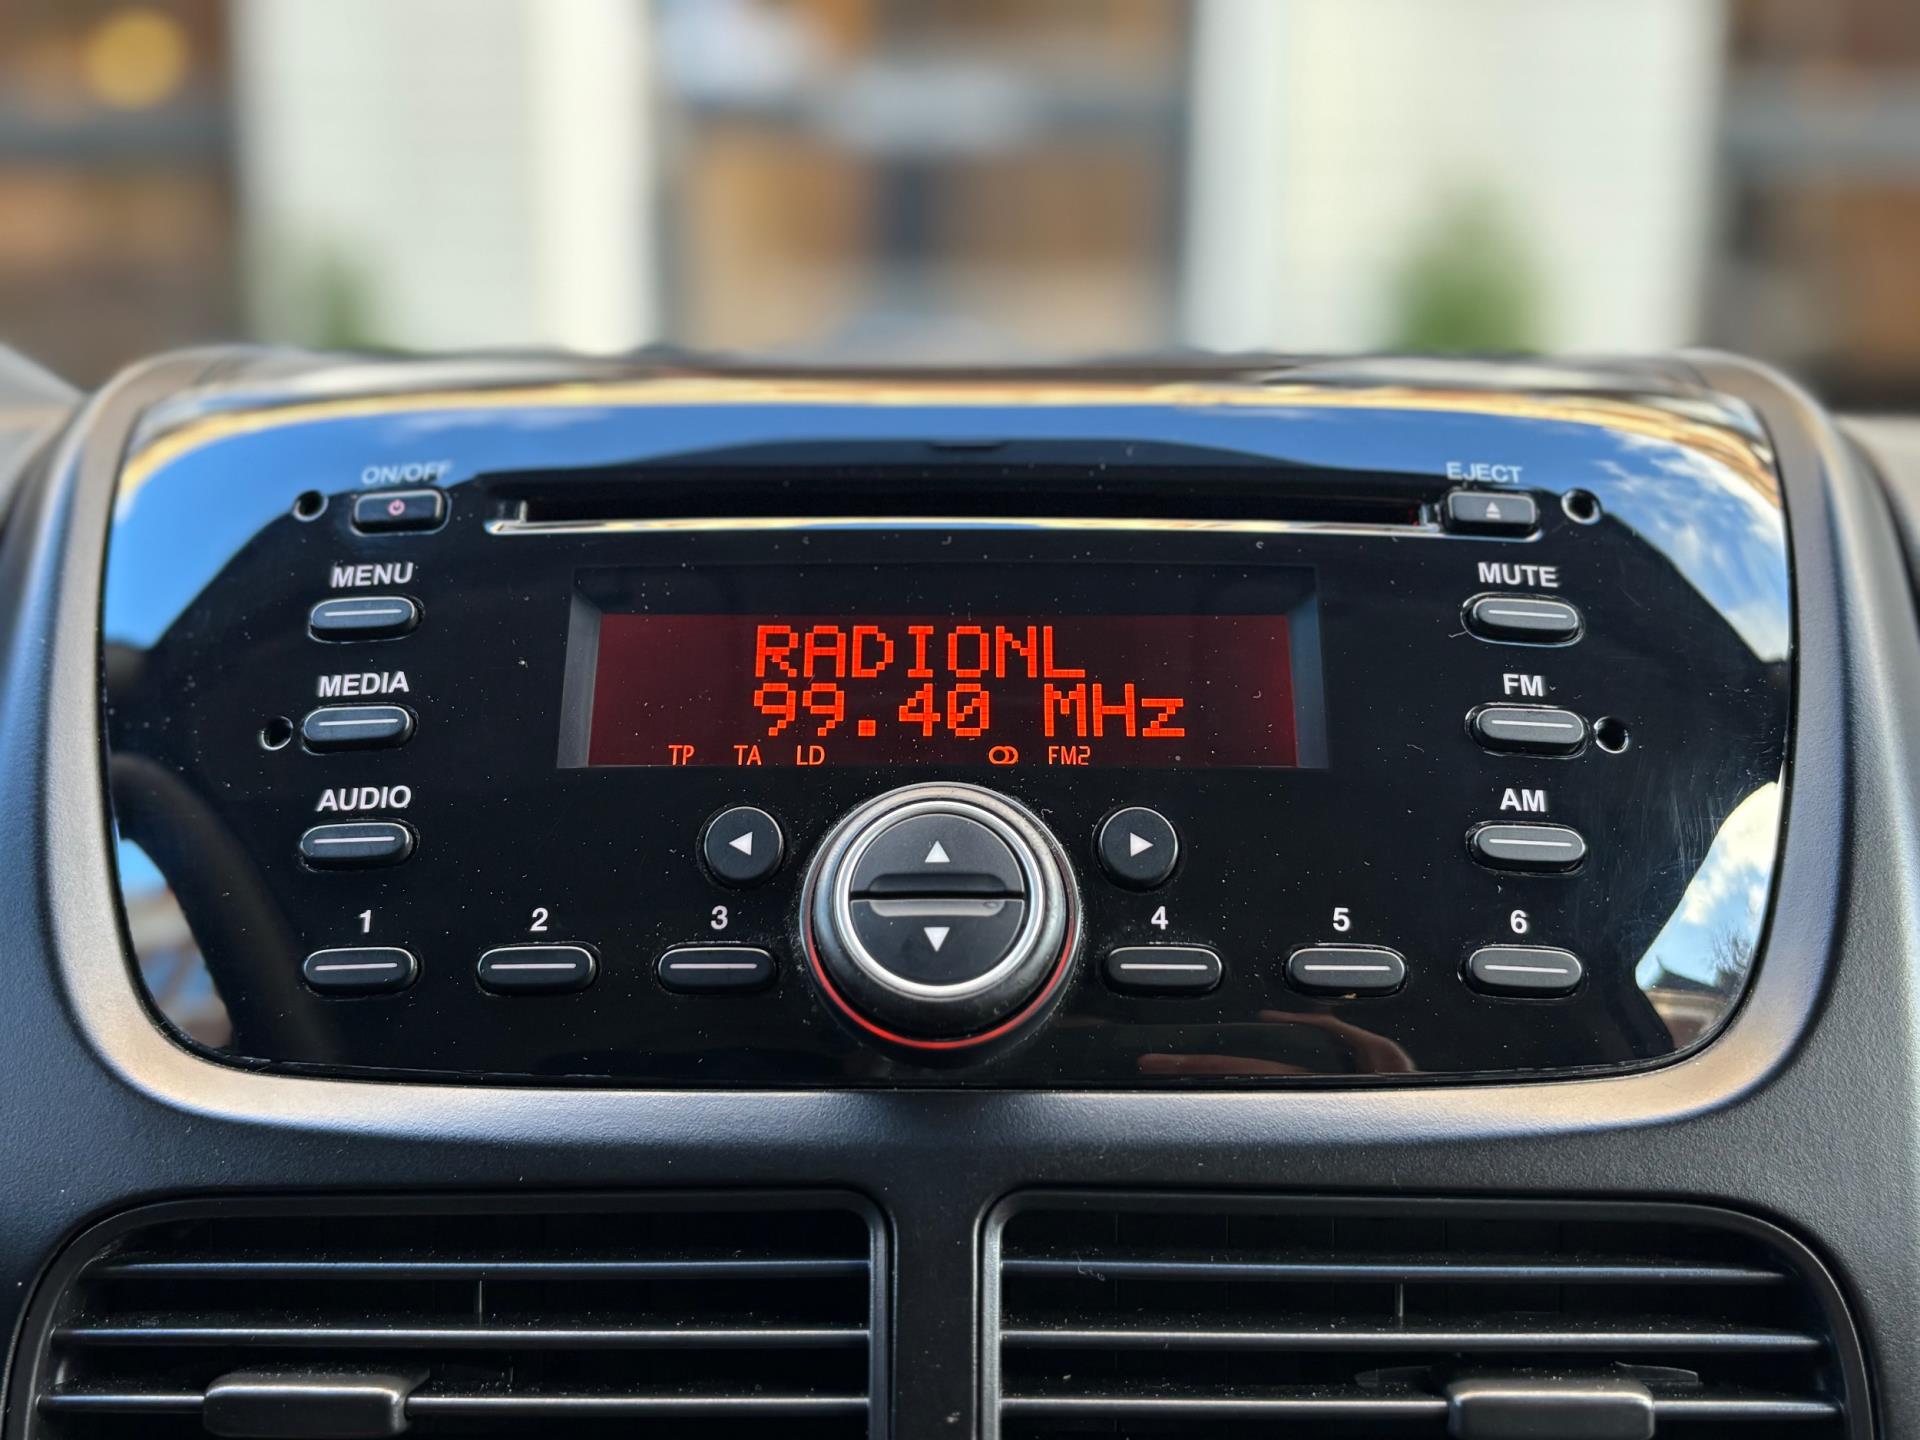 ON/OFF
EJECT
MENU
MUTE
RADIONL
MEDIA
FM
99.40 MHz
TP TA LD FM2
AUDIO
AM
1 2 3 4 5 6